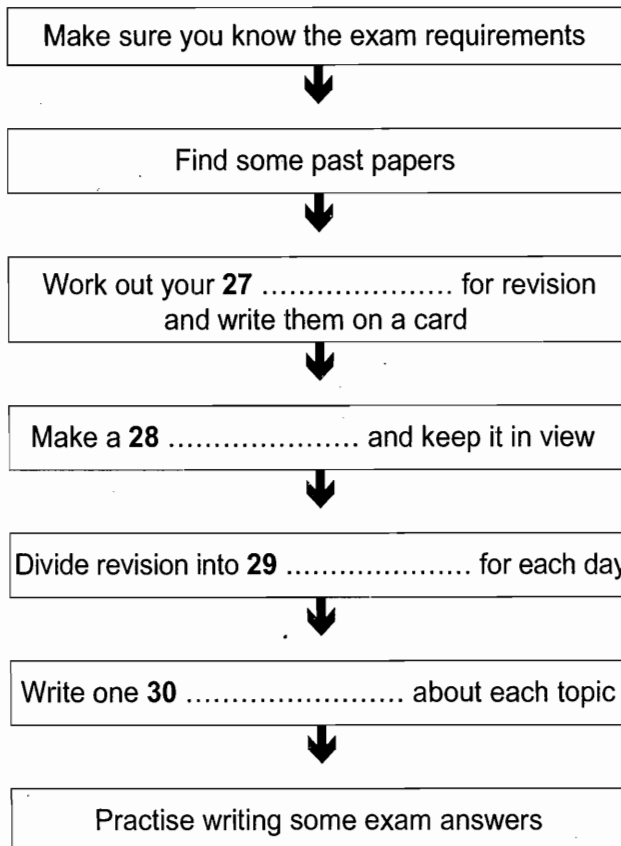 Make sure you know the exam requirements
Find some past papers
Work out your 27 ..................... for revision
and write them on a card
Make a 28 ..................... and keep it in view
Divide revision into 29 ..................... for each day
Write one 30 ........................ about each topic
Practise writing some exam answers